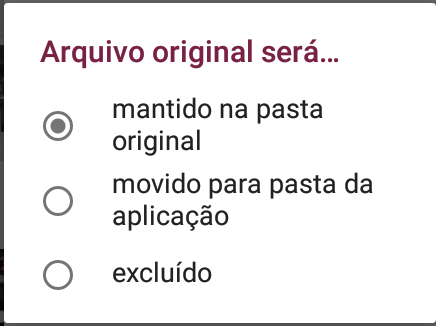 Arquivo original será...
mantido na pasta
original
movido para pasta da
aplicação
excluído